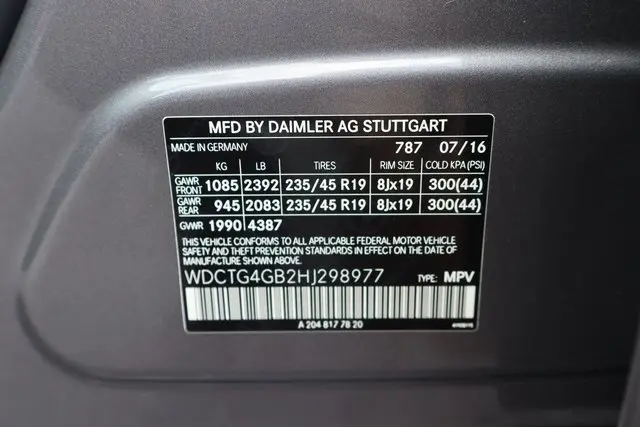 MFD BY DAIMLER AG STUTTGART
MADE IN GERMANY 787 07/16
KG LB TIRES RIM SIZE COLD KPA (PSI)
GAWR FRONT 1085 2392 235/45 R19 8Jx19 300(44)
GAWR REAR 945 2083 235/45 R19 8Jx19 300(44)
GVWR 1990 4387
THIS VEHICLE CONFORMS TO ALL APPLICABLE FEDERAL MOTOR VEHICLE
SAFETY AND THEFT PREVENTION STANDARDS IN EFFECT ON THE DATE OF
MANUFACTURE SHOWN ABOVE.
WDCTG4GB2HJ298977 TYPE: MPV
A 204 817 78 20